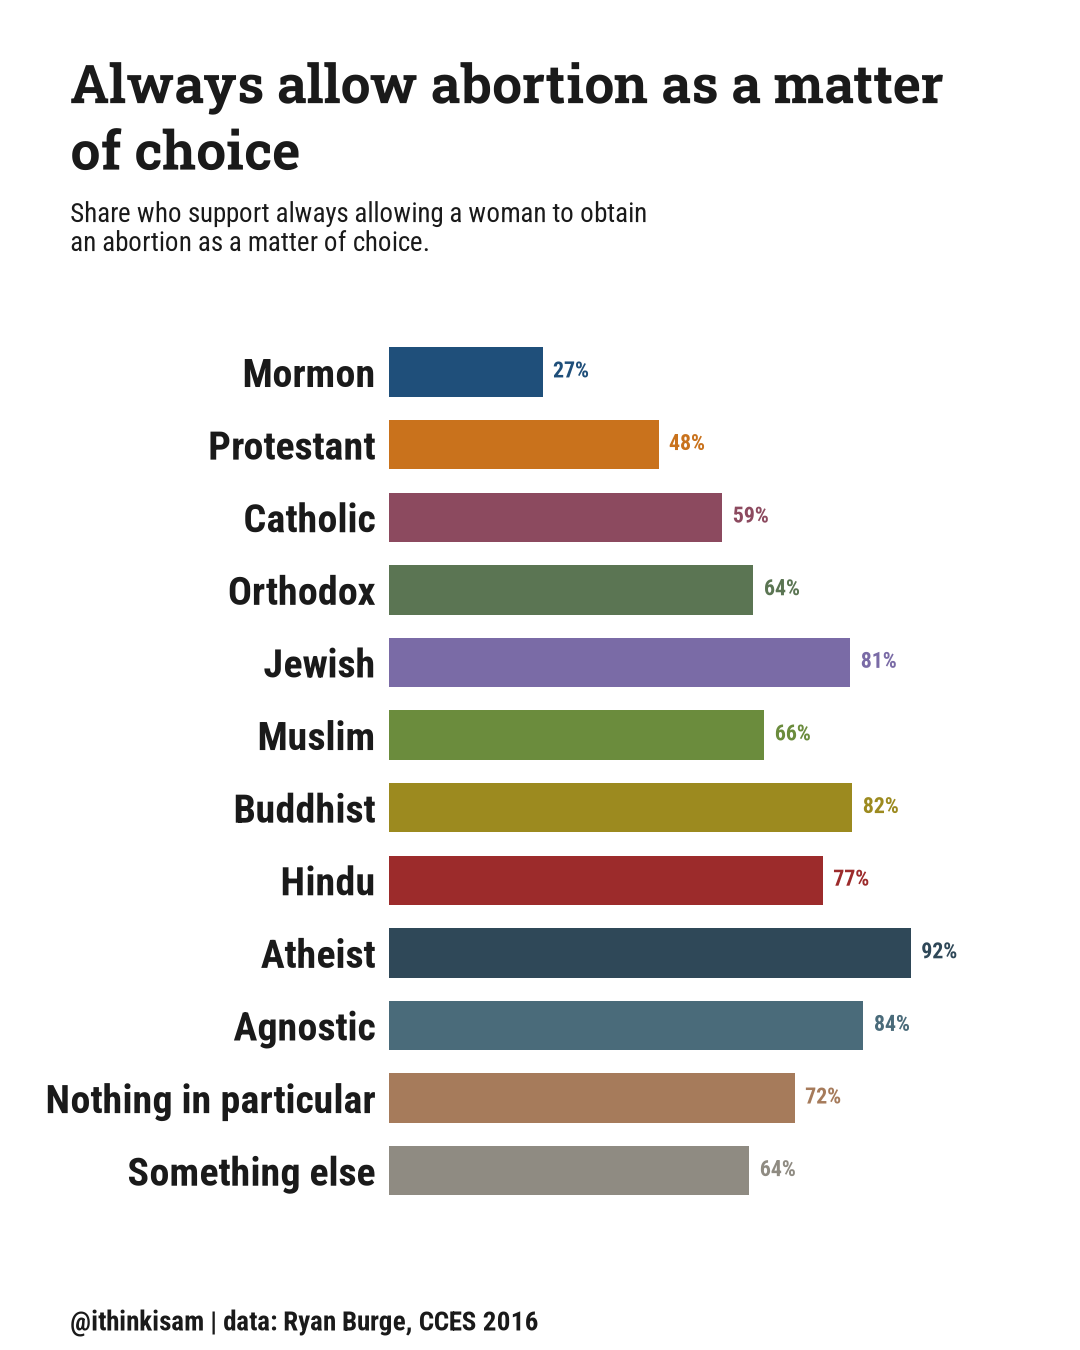 Always allow abortion as a matter
of choice
Share who support always allowing a woman to obtain
an abortion as a matter of choice.
Mormon 27%
Protestant 48%
Catholic 59%
Orthodox 64%
Jewish 81%
Muslim 66%
Buddhist 82%
Hindu 77%
Atheist 92%
Agnostic 84%
Nothing in particular 72%
Something else 64%
@ithinkisam | data: Ryan Burge, CCES 2016